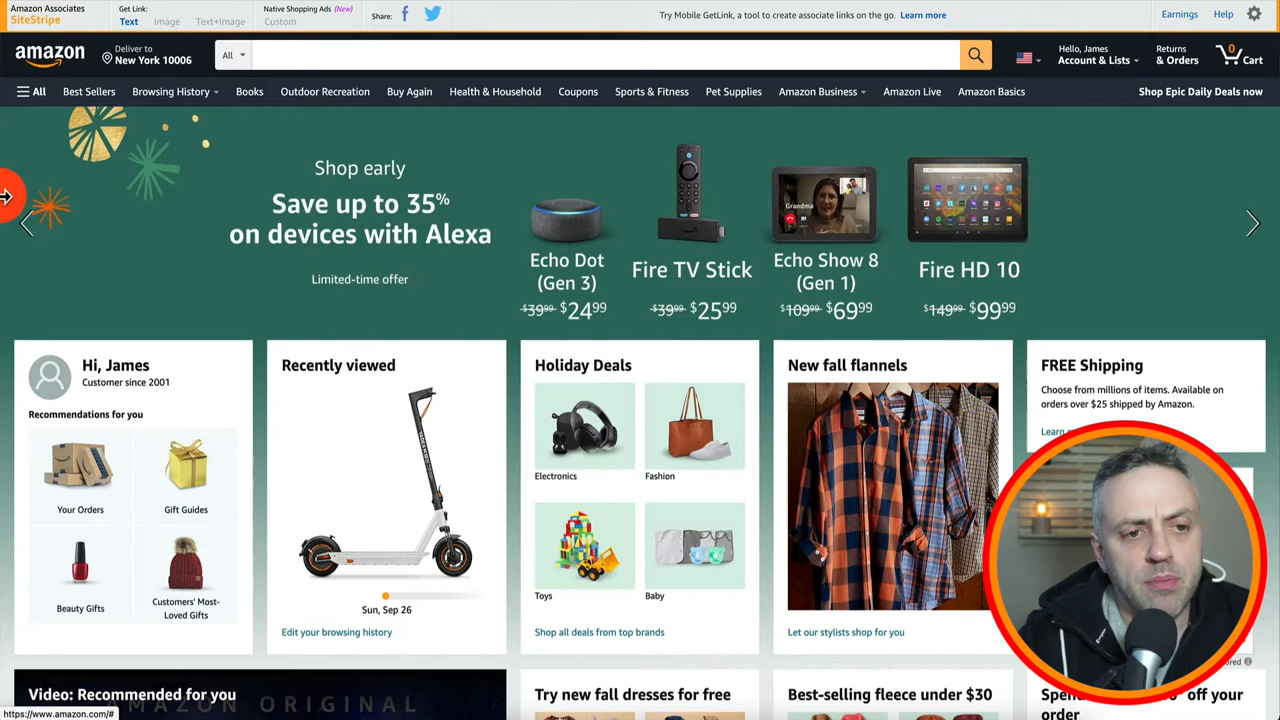 Amazon Associates
SiteStripe
Get Link:
Text Image Text+Image
Native Shopping Ads (New)
Custom
Share:
Try Mobile GetLink, a tool to create associate links on the go. Learn more
Earnings Help
amazon
Deliver to
New York 10006
All
Hello, James
Account & Lists
Returns
& Orders
0
Cart
All Best Sellers Browsing History Books Outdoor Recreation Buy Again Health & Household Coupons Sports & Fitness Pet Supplies Amazon Business Amazon Live Amazon Basics Shop Epic Daily Deals now
Shop early
Save up to 35%
on devices with Alexa
Limited-time offer
Grandma
Echo Dot
(Gen 3)
$39.99 $24.99
Fire TV Stick
$39.99 $25.99
Echo Show 8
(Gen 1)
$109.99 $69.99
Fire HD 10
$149.99 $99.99
Hi, James
Customer since 2001
Recommendations for you
Your Orders
Gift Guides
Beauty Gifts
Customers' Most-
Loved Gifts
Recently viewed
Sun, Sep 26
Edit your browsing history
Holiday Deals
Electronics
Fashion
Toys
Baby
Shop all deals from top brands
New fall flannels
Let our stylists shop for you
FREE Shipping
Choose from millions of items. Available on
orders over $25 shipped by Amazon.
Video: Recommended for you
AMAZON ORIGINAL
Try new fall dresses for free
Best-selling fleece under $30
off your
order
https://www.amazon.com/#